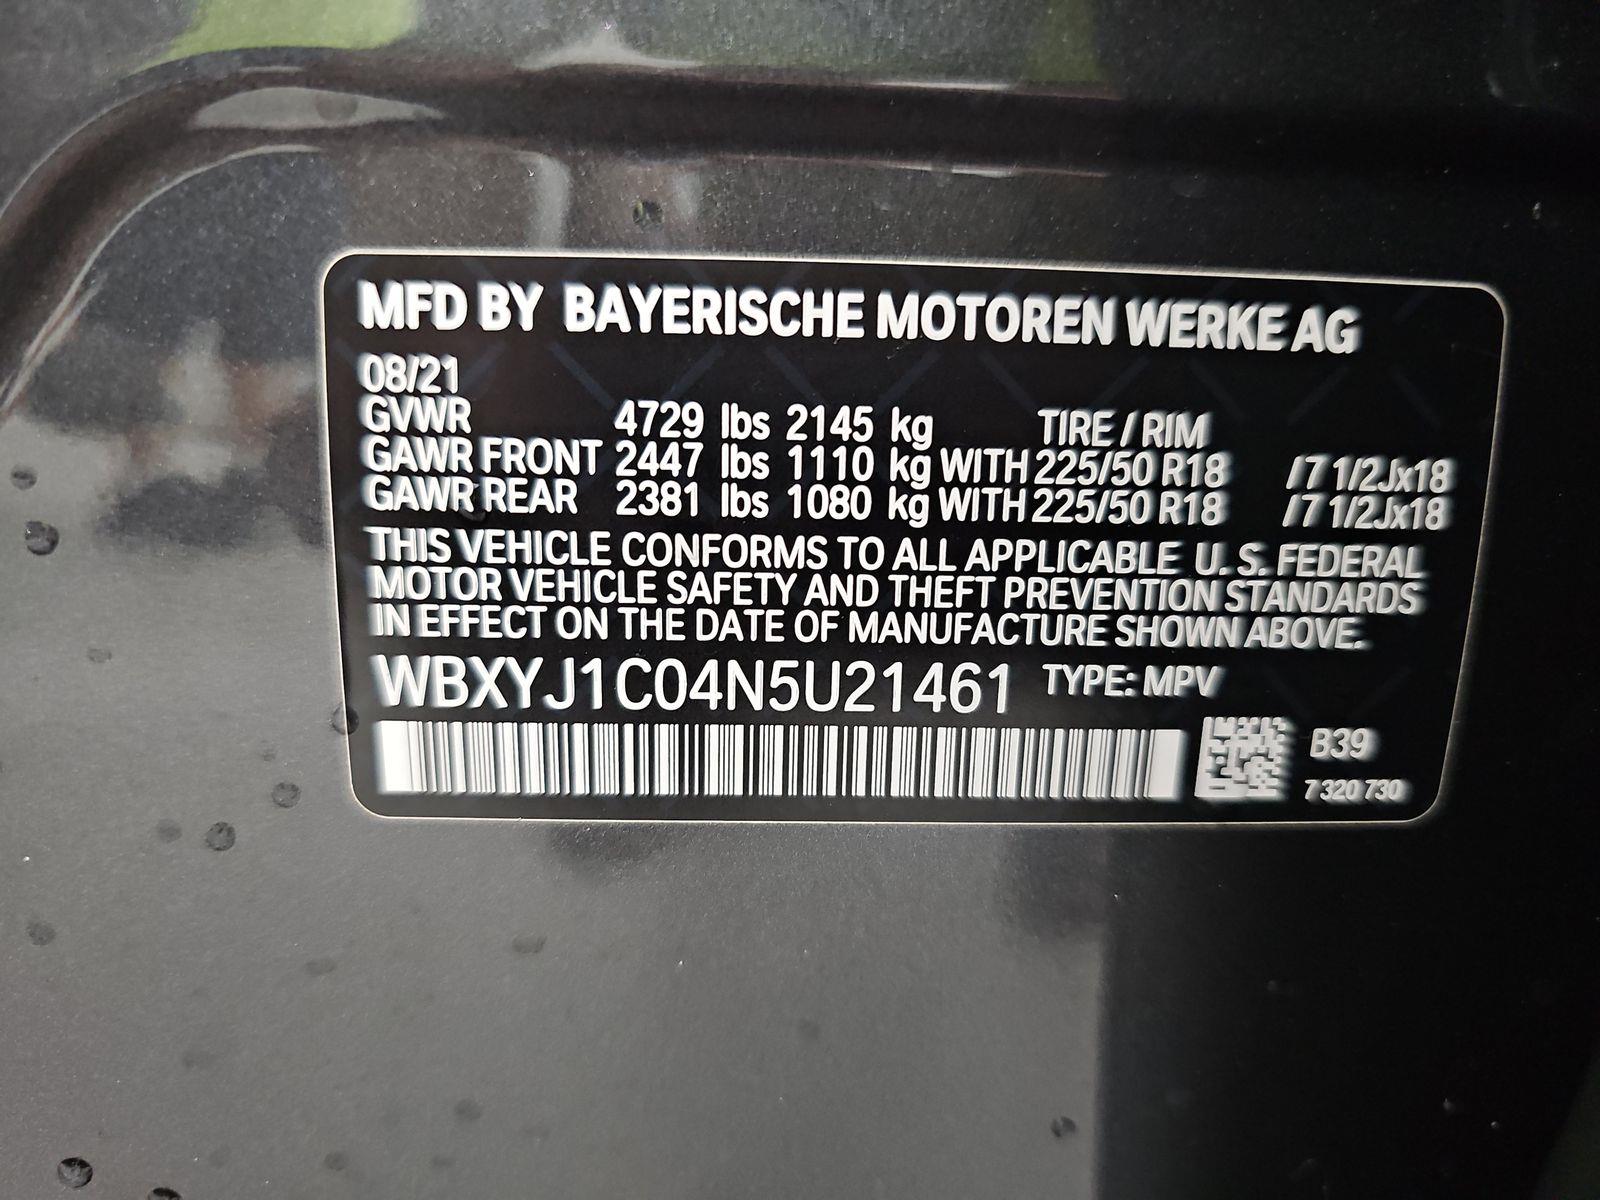 MFD BY BAYERISCHE MOTOREN WERKE AG
08/21
GVWR 4729 lbs 2145 kg TIRE / RIM
GAWR FRONT 2447 lbs 1110 kg WITH 225/50 R18 / 7 1/2Jx18
GAWR REAR 2381 lbs 1080 kg WITH 225/50 R18 / 7 1/2Jx18
THIS VEHICLE CONFORMS TO ALL APPLICABLE U. S. FEDERAL
MOTOR VEHICLE SAFETY AND THEFT PREVENTION STANDARDS
IN EFFECT ON THE DATE OF MANUFACTURE SHOWN ABOVE.
WBXYJ1C04N5U21461 TYPE: MPV
B39
7 320 730